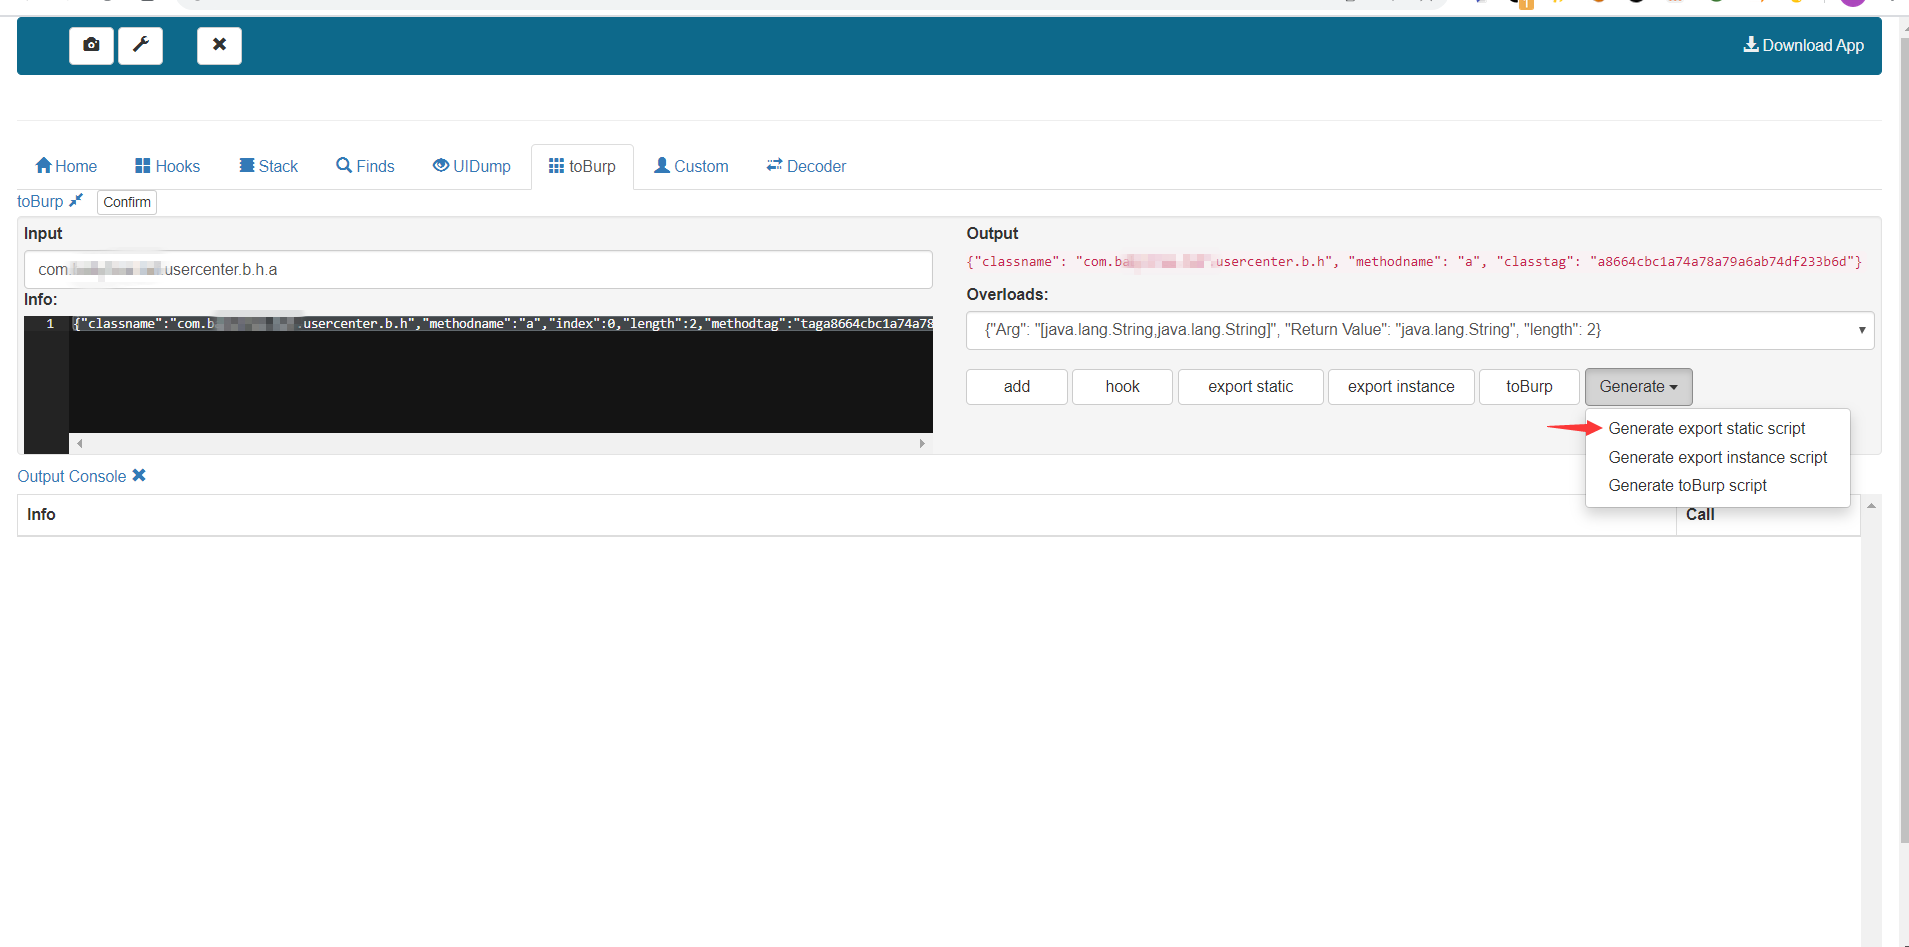 Download App
Home Hooks Stack Finds UIDump toBurp Custom Decoder
toBurp Confirm
Input
com. usercenter.b.h.a
Info:
1 {"classname":"com.b .usercenter.b.h","methodname":"a","index":0,"length":2,"methodtag":"taga8664cbc1a74a78
Output
{"classname": "com.ba .usercenter.b.h", "methodname": "a", "classtag": "a8664cbc1a74a78a79a6ab74df233b6d"}
Overloads:
{"Arg": "[java.lang.String,java.lang.String]", "Return Value": "java.lang.String", "length": 2}
add hook export static export instance toBurp Generate
Generate export static script
Generate export instance script
Generate toBurp script
Output Console
Info Call